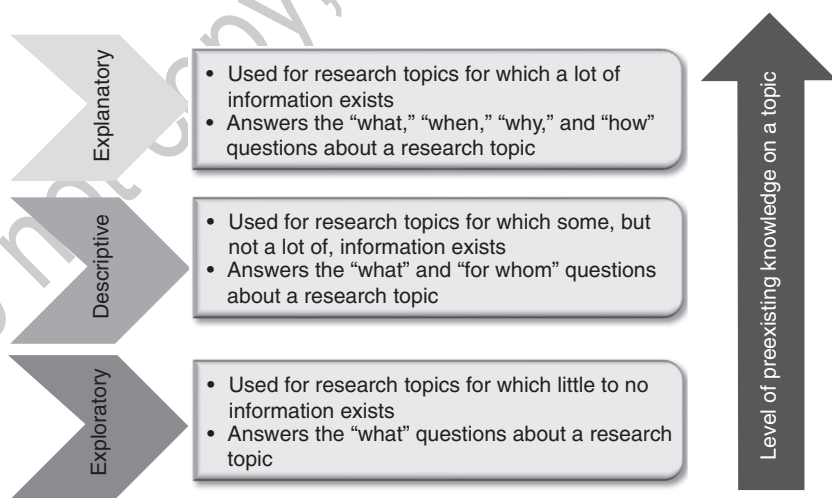 Explanatory
• Used for research topics for which a lot of
information exists
• Answers the “what,” “when,” “why,” and “how”
questions about a research topic
Descriptive
• Used for research topics for which some, but
not a lot of, information exists
• Answers the “what” and “for whom” questions
about a research topic
Exploratory
• Used for research topics for which little to no
information exists
• Answers the “what” questions about a research
topic
Level of preexisting knowledge on a topic
not copy,